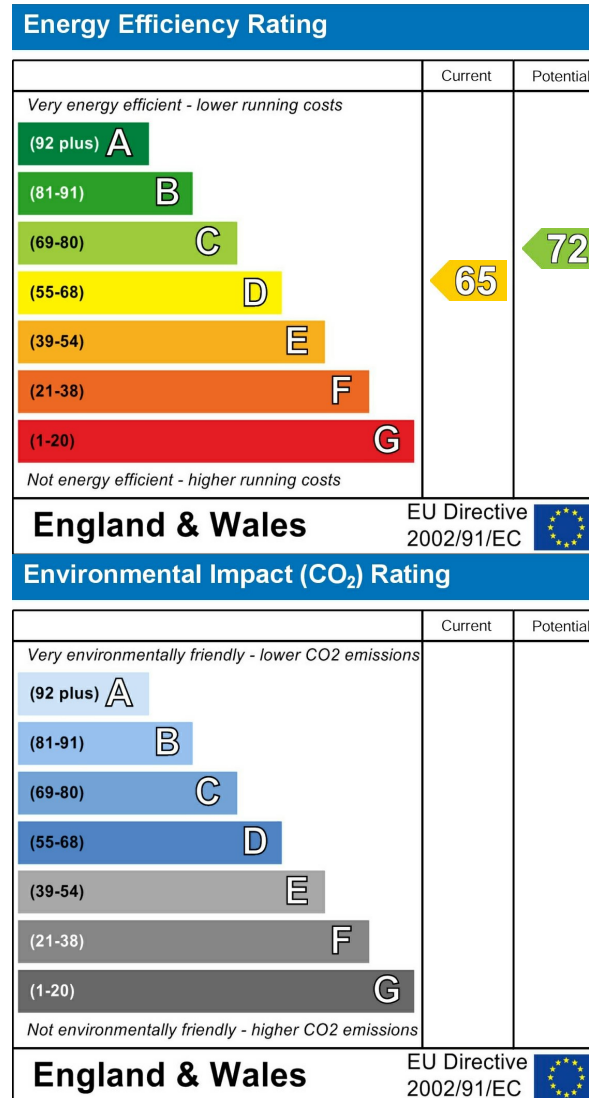 Energy Efficiency Rating
Current Potential
Very energy efficient - lower running costs
(92 plus) A
(81-91) B
(69-80) C
72
(55-68) D
65
(39-54) E
(21-38) F
(1-20) G
Not energy efficient - higher running costs
England & Wales
EU Directive
2002/91/EC
Environmental Impact (CO₂) Rating
Current Potential
Very environmentally friendly - lower CO2 emissions
(92 plus) A
(81-91) B
(69-80) C
(55-68) D
(39-54) E
(21-38) F
(1-20) G
Not environmentally friendly - higher CO2 emissions
England & Wales
EU Directive
2002/91/EC